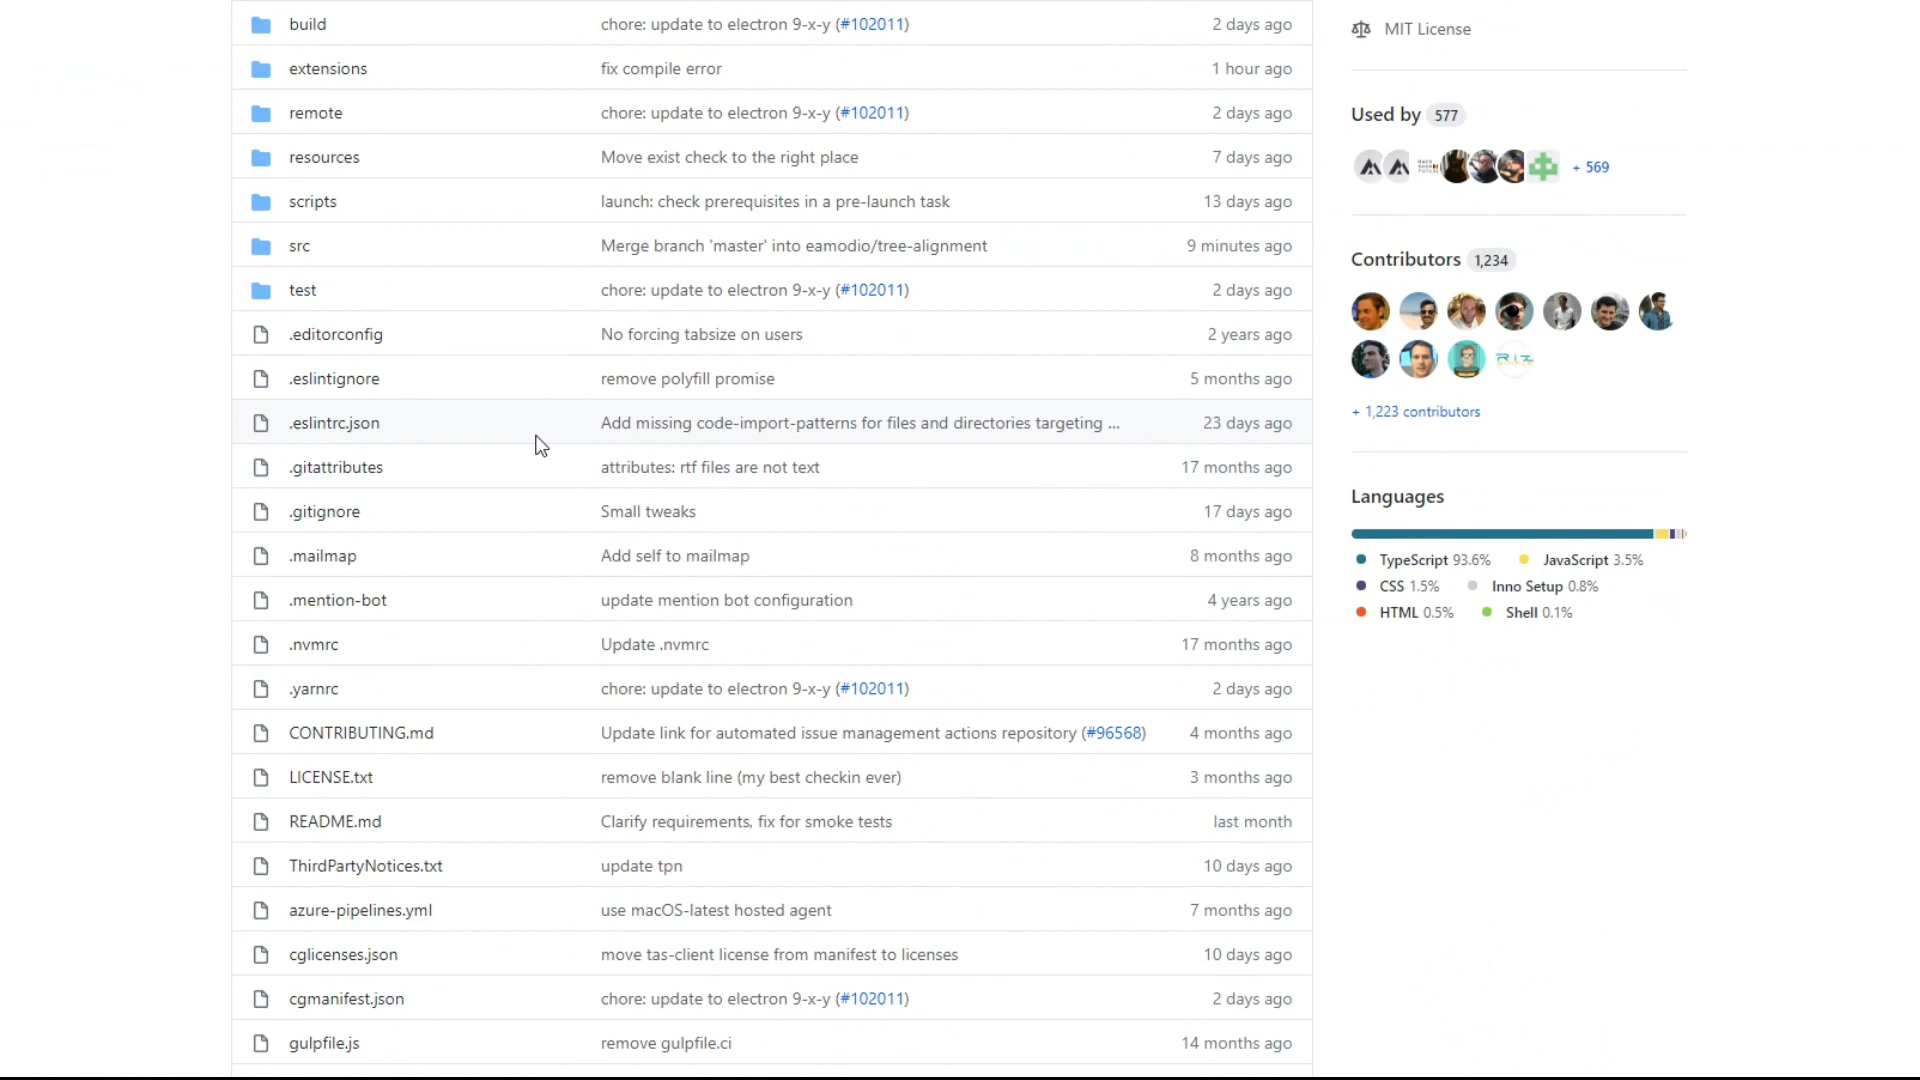 build chore: update to electron 9-x-y (#102011) 2 days ago
extensions fix compile error 1 hour ago
remote chore: update to electron 9-x-y (#102011) 2 days ago
resources Move exist check to the right place 7 days ago
scripts launch: check prerequisites in a pre-launch task 13 days ago
src Merge branch 'master' into eamodio/tree-alignment 9 minutes ago
test chore: update to electron 9-x-y (#102011) 2 days ago
.editorconfig No forcing tabsize on users 2 years ago
.eslintignore remove polyfill promise 5 months ago
.eslintrc.json Add missing code-import-patterns for files and directories targeting ... 23 days ago
.gitattributes attributes: rtf files are not text 17 months ago
.gitignore Small tweaks 17 days ago
.mailmap Add self to mailmap 8 months ago
.mention-bot update mention bot configuration 4 years ago
.nvmrc Update .nvmrc 17 months ago
.yarnrc chore: update to electron 9-x-y (#102011) 2 days ago
CONTRIBUTING.md Update link for automated issue management actions repository (#96568) 4 months ago
LICENSE.txt remove blank line (my best checkin ever) 3 months ago
README.md Clarify requirements, fix for smoke tests last month
ThirdPartyNotices.txt update tpn 10 days ago
azure-pipelines.yml use macOS-latest hosted agent 7 months ago
cglicenses.json move tas-client license from manifest to licenses 10 days ago
cgmanifest.json chore: update to electron 9-x-y (#102011) 2 days ago
gulpfile.js remove gulpfile.ci 14 months ago
MIT License
Used by 577
+ 569
Contributors 1,234
+ 1,223 contributors
Languages
TypeScript 93.6% JavaScript 3.5%
CSS 1.5% Inno Setup 0.8%
HTML 0.5% Shell 0.1%